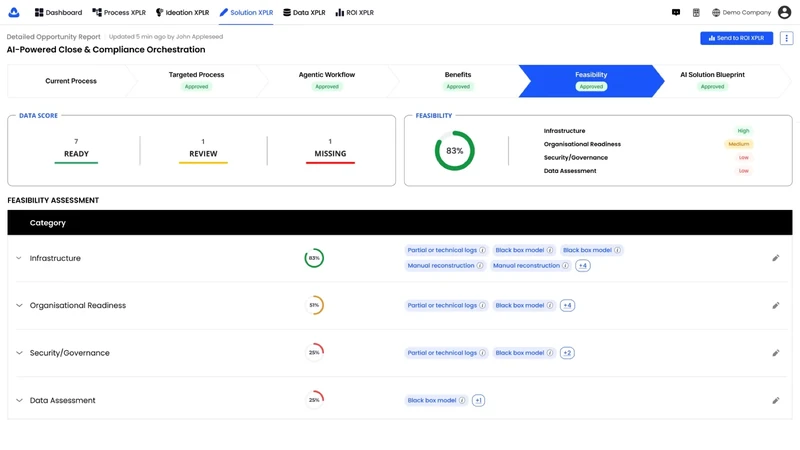 Dashboard Process XPLR Ideation XPLR Solution XPLR Data XPLR ROI XPLR Demo Company
Detailed Opportunity Report Updated 5 min ago by John Appleseed
AI-Powered Close & Compliance Orchestration
Send to ROI XPLR
Current Process
Targeted Process
Approved
Agentic Workflow
Approved
Benefits
Approved
Feasibility
Approved
AI Solution Blueprint
Approved
DATA SCORE
7
READY
1
REVIEW
1
MISSING
FEASIBILITY
83%
Infrastructure High
Organisational Readiness Medium
Security/Governance Low
Data Assessment Low
FEASIBILITY ASSESSMENT
Category
Infrastructure 83% Partial or technical logs Black box model Black box model
Manual reconstruction Manual reconstruction +4
Organisational Readiness 51% Partial or technical logs Black box model +4
Security/Governance 25% Partial or technical logs Black box model +2
Data Assessment 25% Black box model +1